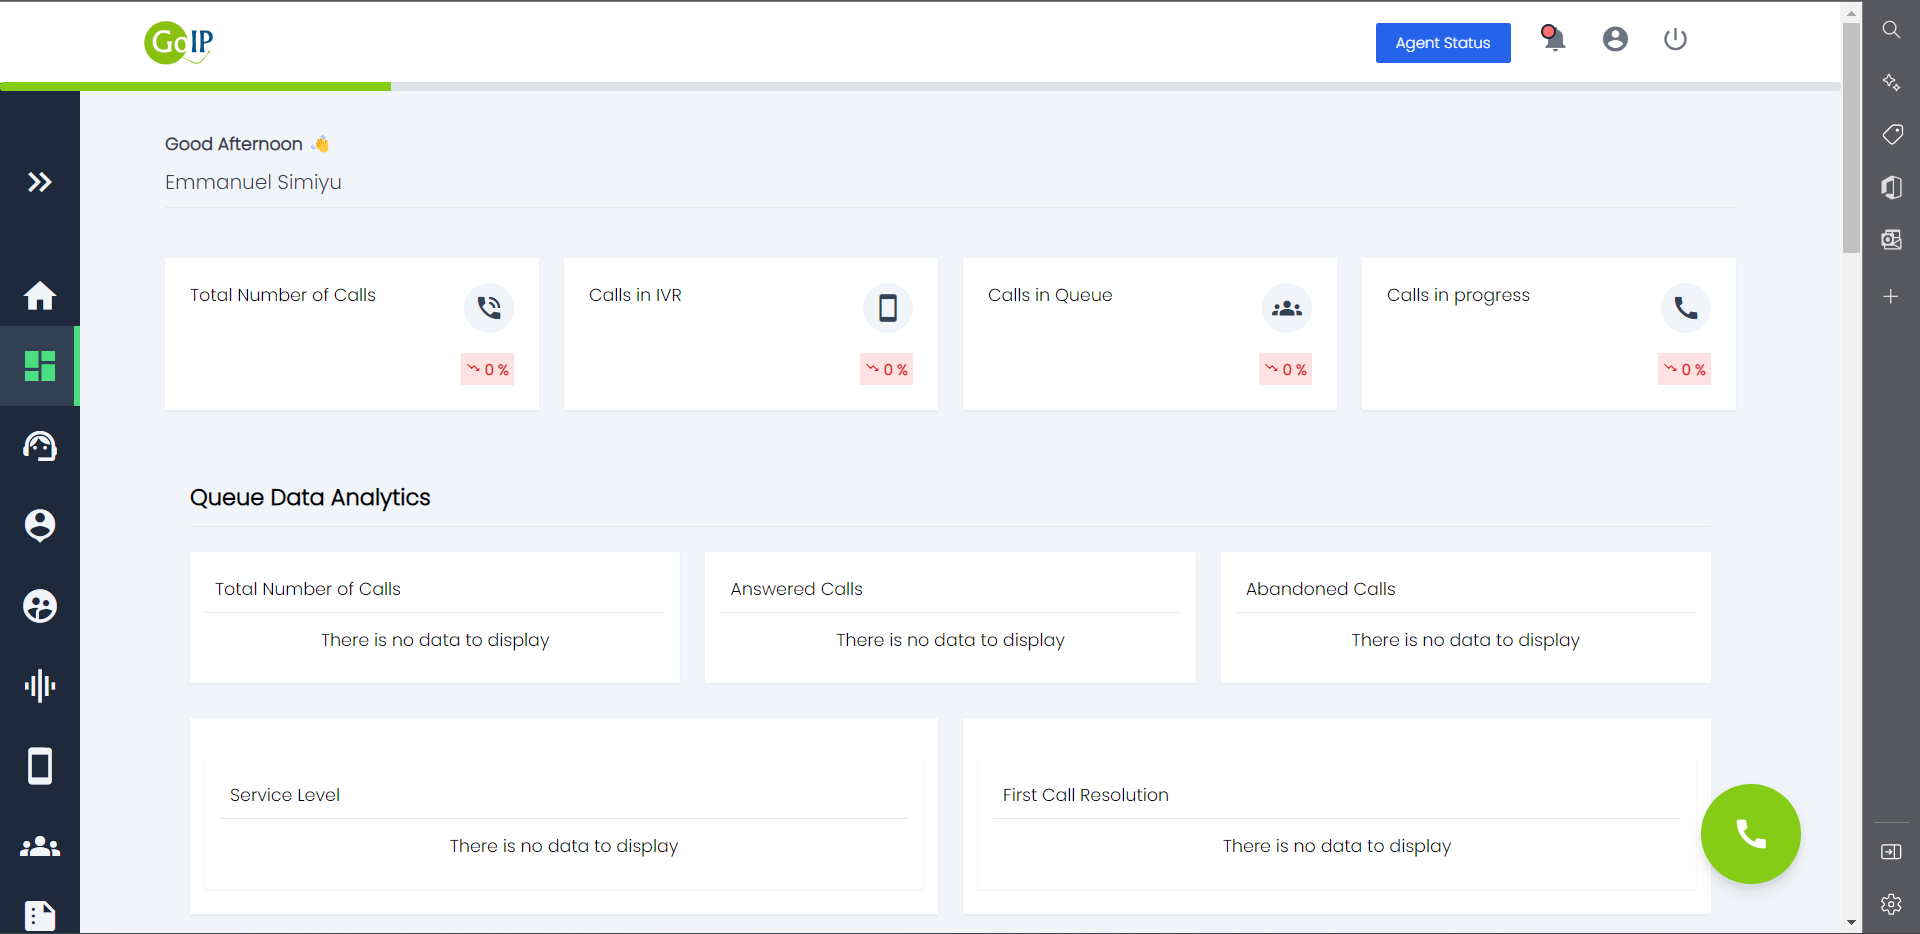 GoIP
Agent Status
Good Afternoon 👋
Emmanuel Simiyu
Total Number of Calls
0 %
Calls in IVR
0 %
Calls in Queue
0 %
Calls in progress
0 %
Queue Data Analytics
Total Number of Calls
There is no data to display
Answered Calls
There is no data to display
Abandoned Calls
There is no data to display
Service Level
There is no data to display
First Call Resolution
There is no data to display